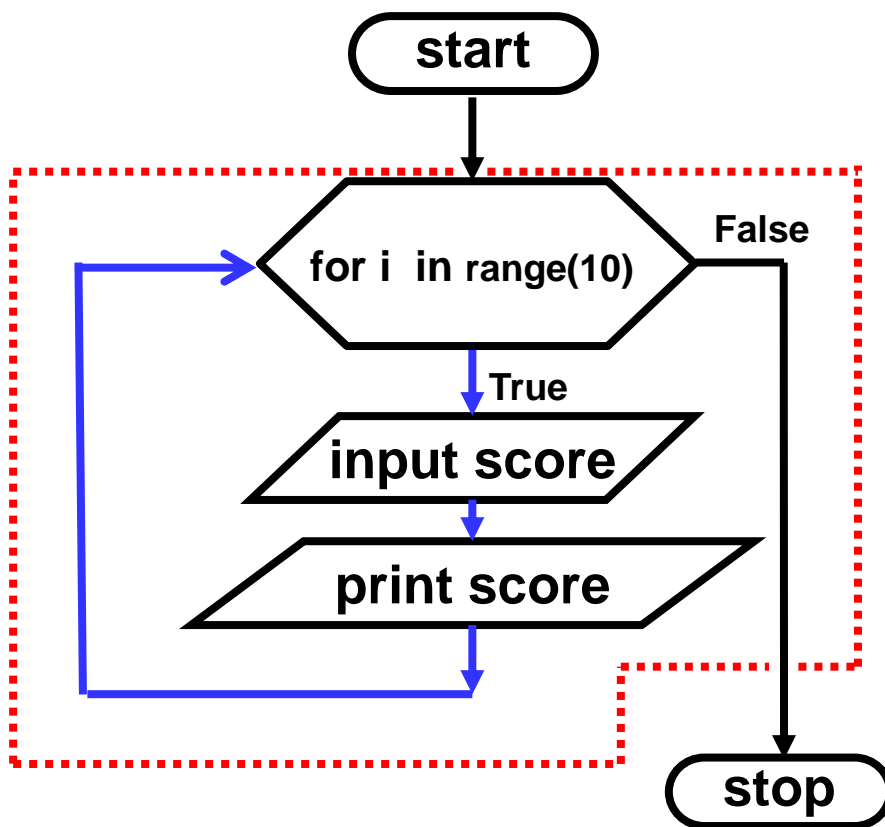 start
False
for i in range(10)
True
input score
print score
stop